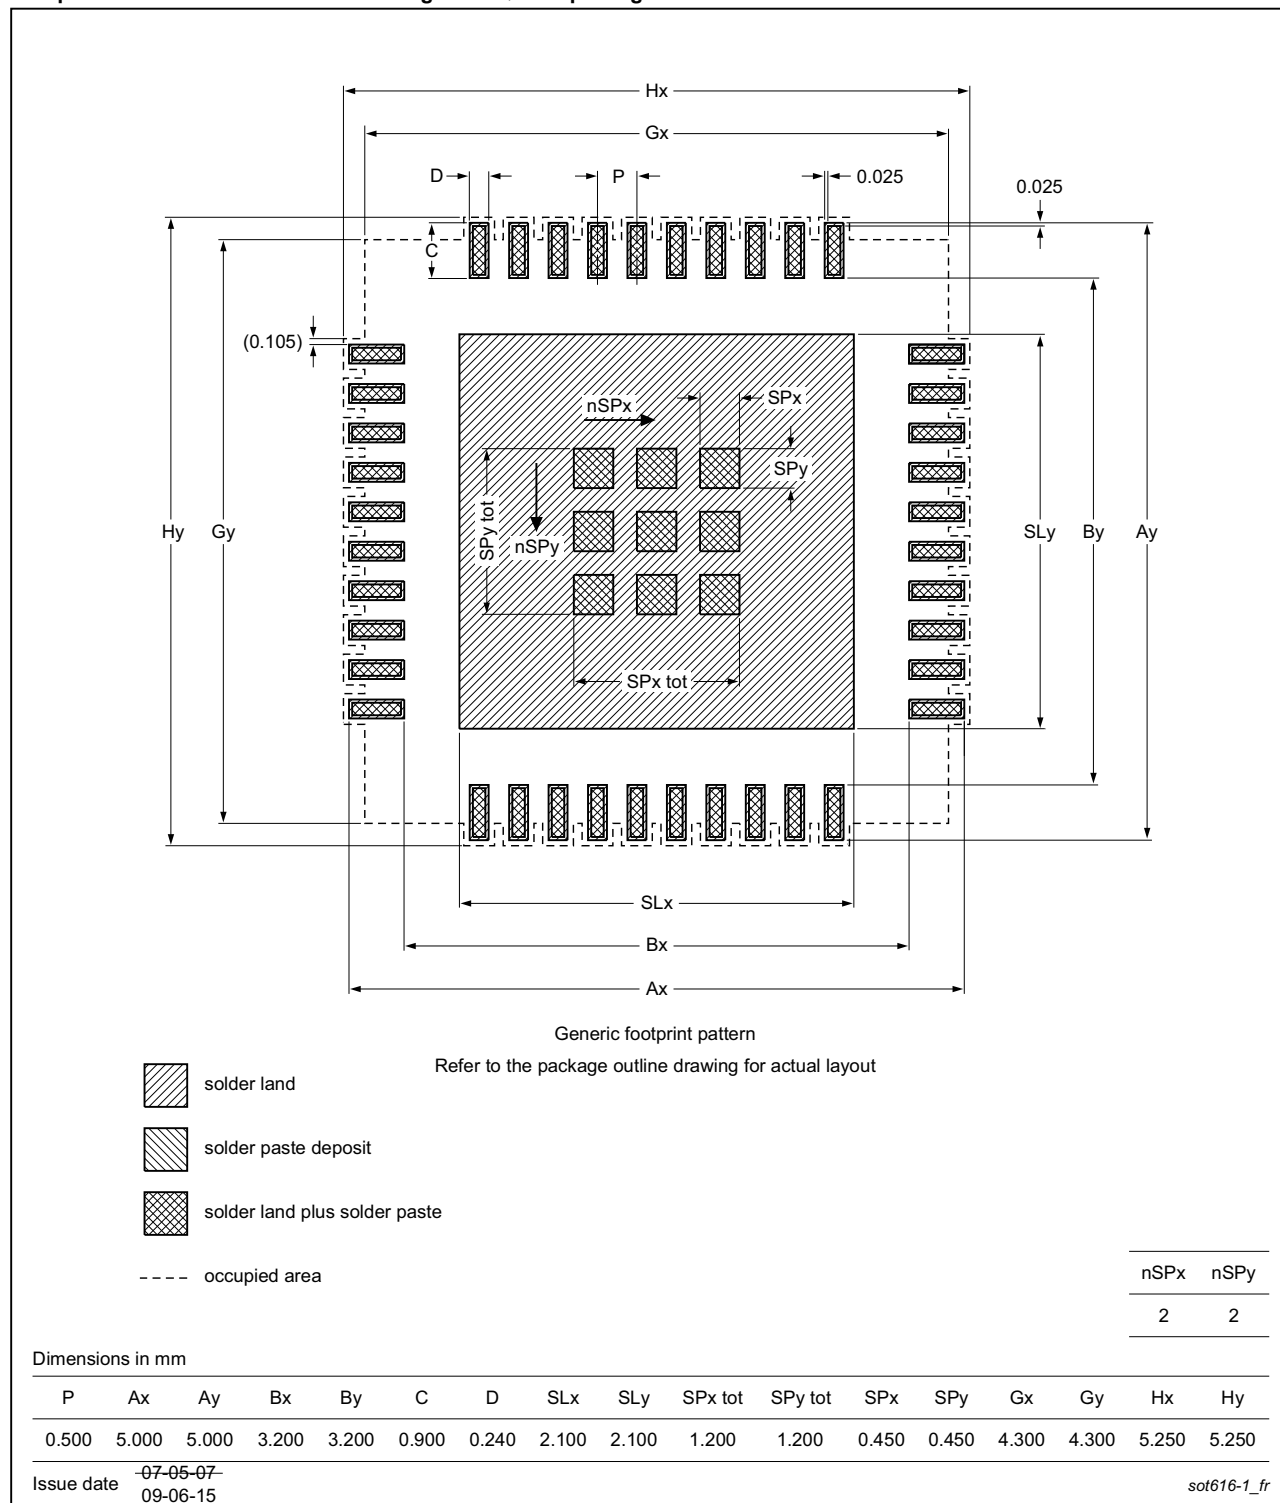 Hx
Gx
D
P
0.025
0.025
C
(0.105)
nSPx
SPx
SPy
SPy tot
nSPy
Hy
Gy
SLy
By
Ay
SPx tot
SLx
Bx
Ax
Generic footprint pattern
Refer to the package outline drawing for actual layout
solder land
solder paste deposit
solder land plus solder paste
occupied area
nSPx nSPy
2 2
Dimensions in mm
P Ax Ay Bx By C D SLx SLy SPx tot SPy tot SPx SPy Gx Gy Hx Hy
0.500 5.000 5.000 3.200 3.200 0.900 0.240 2.100 2.100 1.200 1.200 0.450 0.450 4.300 4.300 5.250 5.250
Issue date 07-05-07
09-06-15
sot616-1_fr